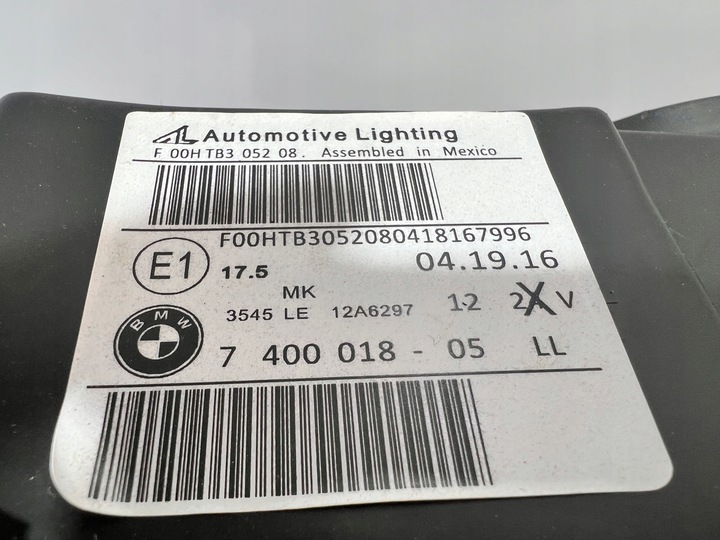 AL Automotive Lighting
F 00H TB3 052 08. Assembled in Mexico
F00HTB3052080418167996
E1 17.5 04.19.16
MK
3545 LE 12A6297 12 2X V
BMW 7 400 018 - 05 LL